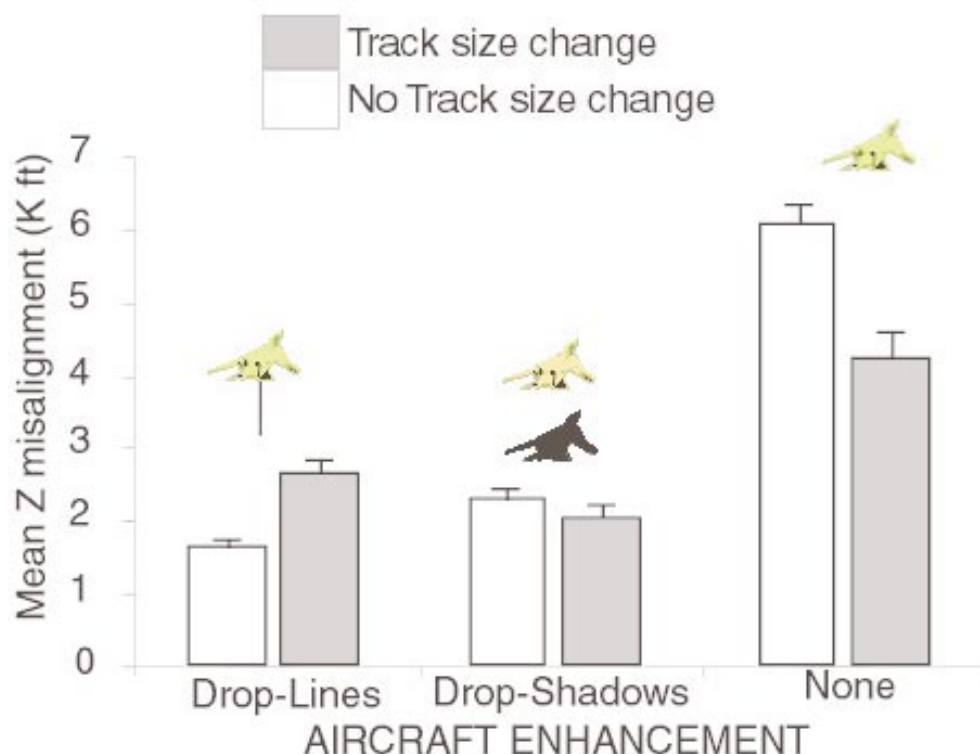 Track size change
No Track size change
Mean Z misalignment (K ft)
7
6
5
4
3
2
1
0
Drop-Lines Drop-Shadows None
AIRCRAFT ENHANCEMENT